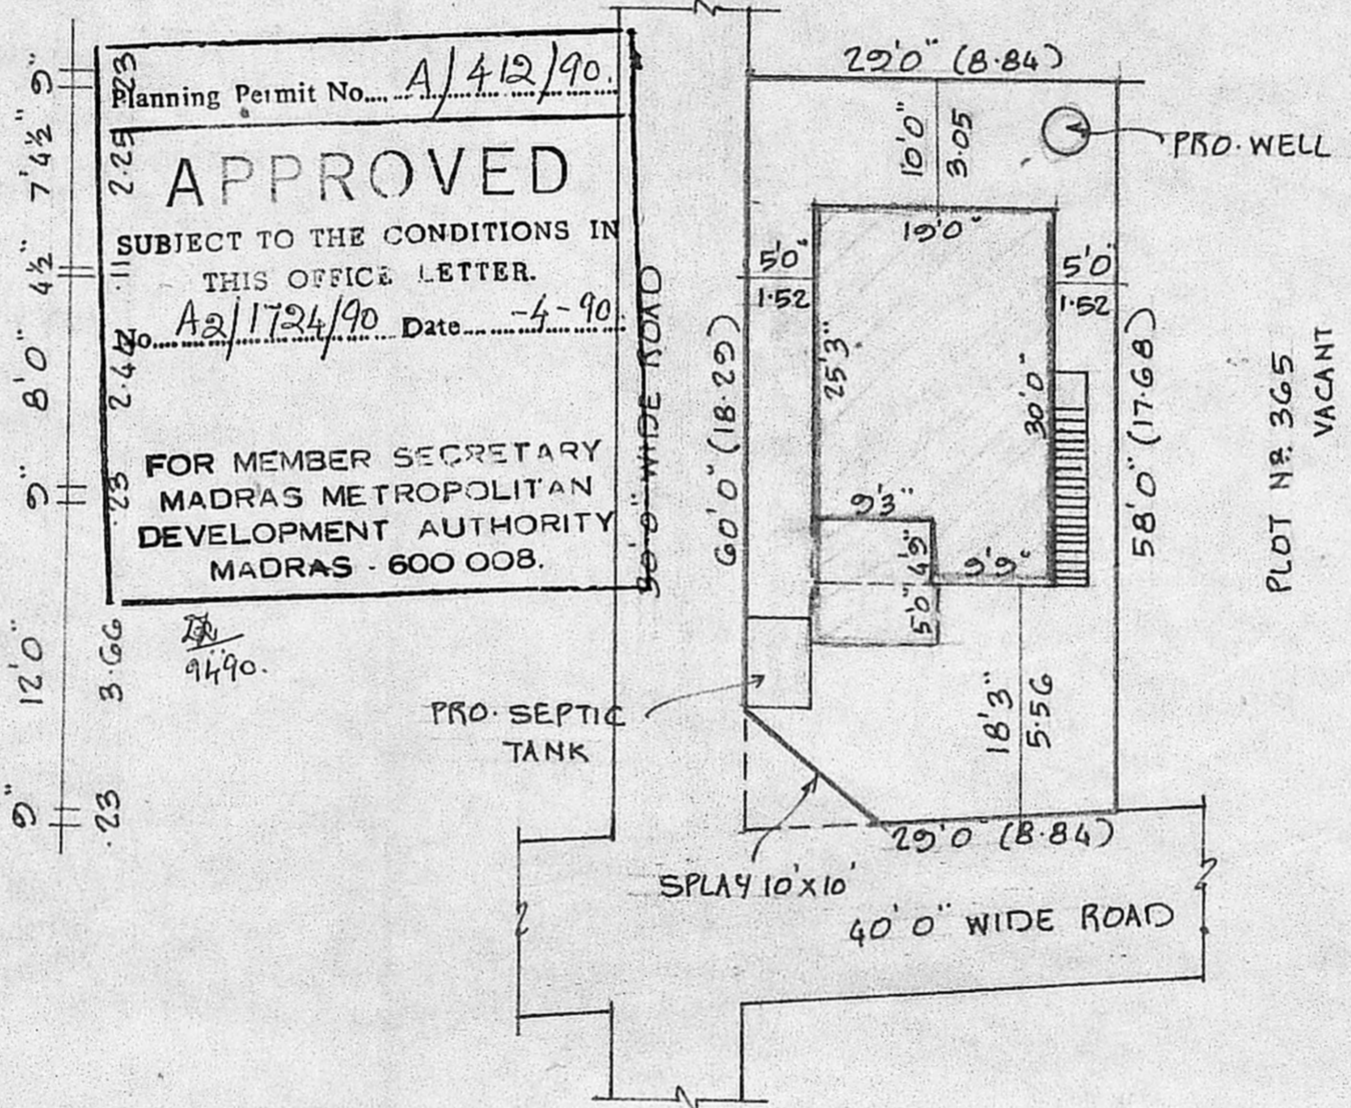 Planning Permit No.... A/412/90.
APPROVED
SUBJECT TO THE CONDITIONS IN
THIS OFFICE LETTER.
No. A2/1724/90 Date -4-90
FOR MEMBER SECRETARY
MADRAS METROPOLITAN
DEVELOPMENT AUTHORITY
MADRAS - 600 008.
9490.
9"
7'4½"
4½"
8'0"
9"
12'0"
9"
.23
2.25
.11
2.44
.23
3.66
.23
30'0" WIDE ROAD
29'0" (8.84)
10'0"
3.05
PRO. WELL
19'0"
5'0"
1.52
5'0"
1.52
60'0" (18.29)
25'3"
30'0"
58'0" (17.68)
PLOT Nº 365
VACANT
9'3"
4'9"
9'9"
5'0"
18'3"
5.56
PRO. SEPTIC
TANK
29'0" (8.84)
SPLAY 10'x10'
40'0" WIDE ROAD